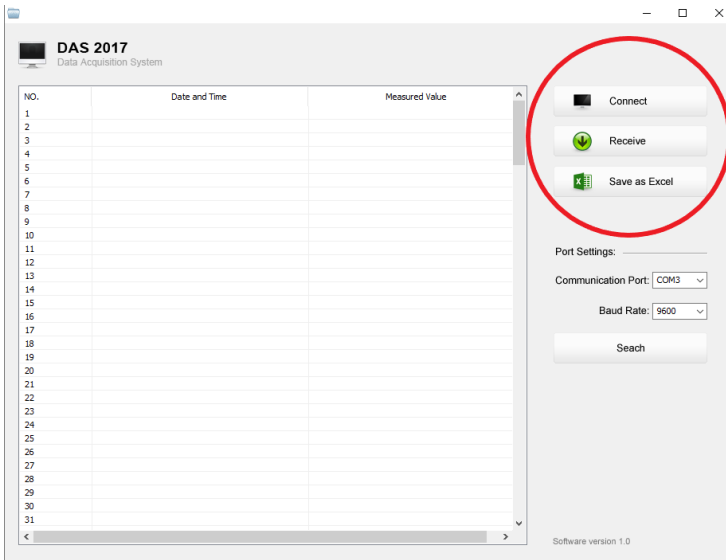 DAS 2017
Data Acquisition System
NO. Date and Time Measured Value
1
2
3
4
5
6
7
8
9
10
11
12
13
14
15
16
17
18
19
20
21
22
23
24
25
26
27
28
29
30
31
Connect
Receive
Save as Excel
Port Settings:
Communication Port: COM3
Baud Rate: 9600
Seach
Software version 1.0